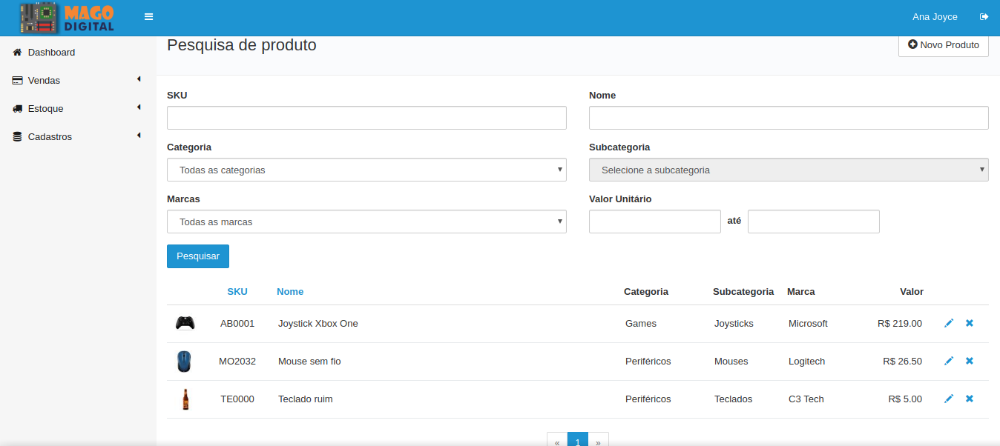 MAGO
DIGITAL
Ana Joyce
Dashboard
Vendas
Estoque
Cadastros
Pesquisa de produto
Novo Produto
SKU
Nome
Categoria
Subcategoria
Todas as categorias
Selecione a subcategoria
Marcas
Valor Unitário
Todas as marcas
até
Pesquisar
SKU Nome Categoria Subcategoria Marca Valor
AB0001 Joystick Xbox One Games Joysticks Microsoft R$ 219.00
MO2032 Mouse sem fio Periféricos Mouses Logitech R$ 26.50
TE0000 Teclado ruim Periféricos Teclados C3 Tech R$ 5.00
« 1 »